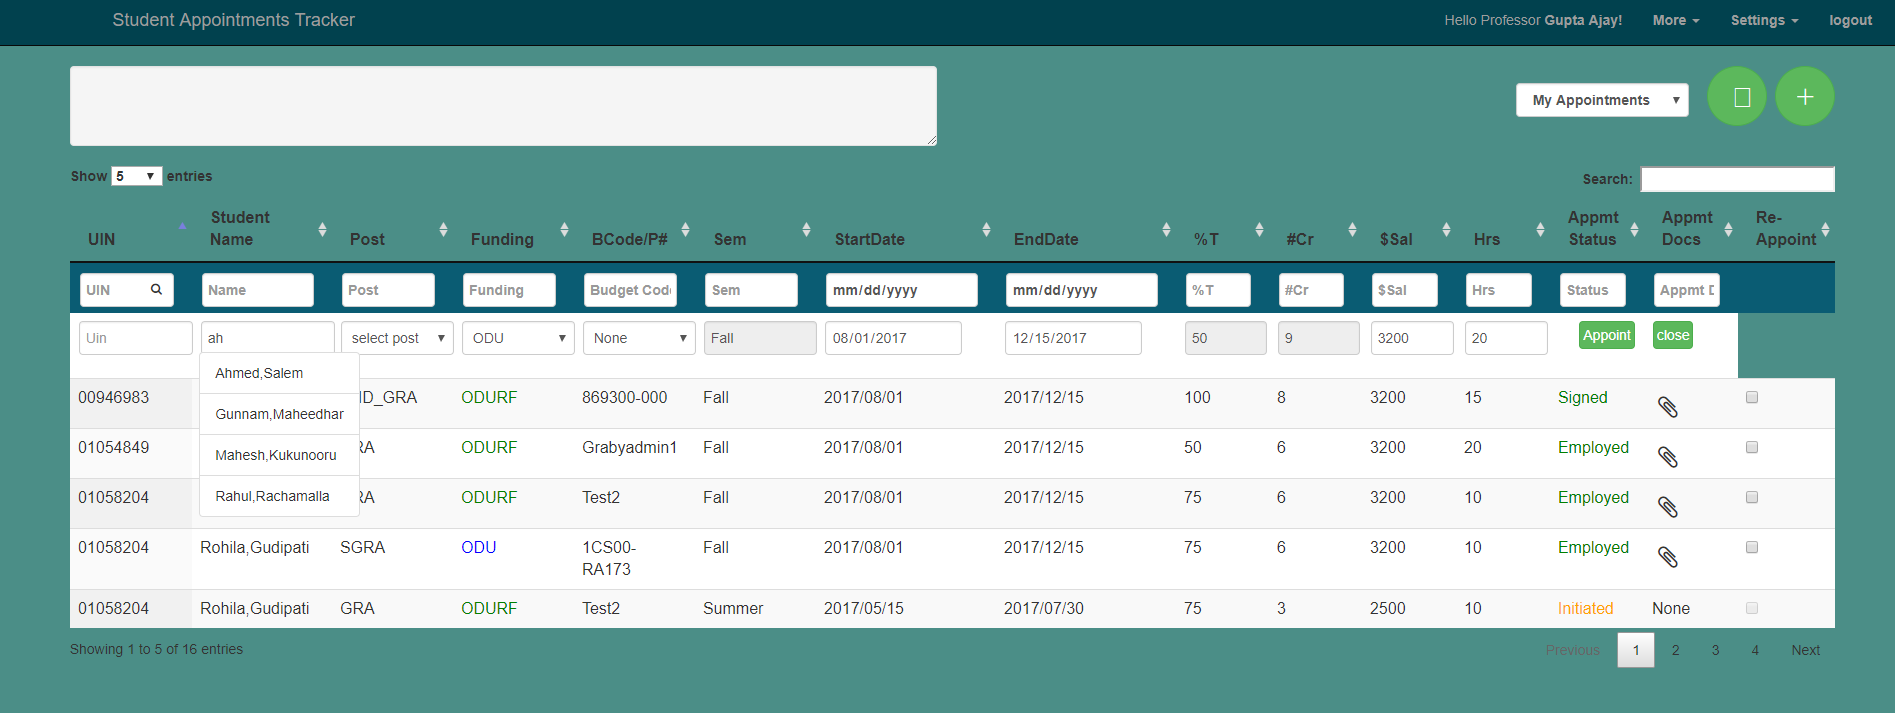 Student Appointments Tracker
Hello Professor Gupta Ajay! More Settings logout
My Appointments
Show 5 entries
Search:
UIN Student Name Post Funding BCode/P# Sem StartDate EndDate %T #Cr $Sal Hrs Appmt Status Appmt Docs Re-Appoint
UIN Name Post Funding Budget Cod Sem mm/dd/yyyy mm/dd/yyyy %T #Cr $Sal Hrs Status Appmt D
Uin ah select post ODU None Fall 08/01/2017 12/15/2017 50 9 3200 20 Appoint close
Ahmed,Salem
Gunnam,Maheedhar
Mahesh,Kukunooru
Rahul,Rachamalla
00946983 D_GRA ODURF 869300-000 Fall 2017/08/01 2017/12/15 100 8 3200 15 Signed
01054849 RA ODURF Grabyadmin1 Fall 2017/08/01 2017/12/15 50 6 3200 20 Employed
01058204 RA ODURF Test2 Fall 2017/08/01 2017/12/15 75 6 3200 10 Employed
01058204 Rohila,Gudipati SGRA ODU 1CS00-RA173 Fall 2017/08/01 2017/12/15 75 6 3200 10 Employed
01058204 Rohila,Gudipati GRA ODURF Test2 Summer 2017/05/15 2017/07/30 75 3 2500 10 Initiated None
Showing 1 to 5 of 16 entries
Previous 1 2 3 4 Next